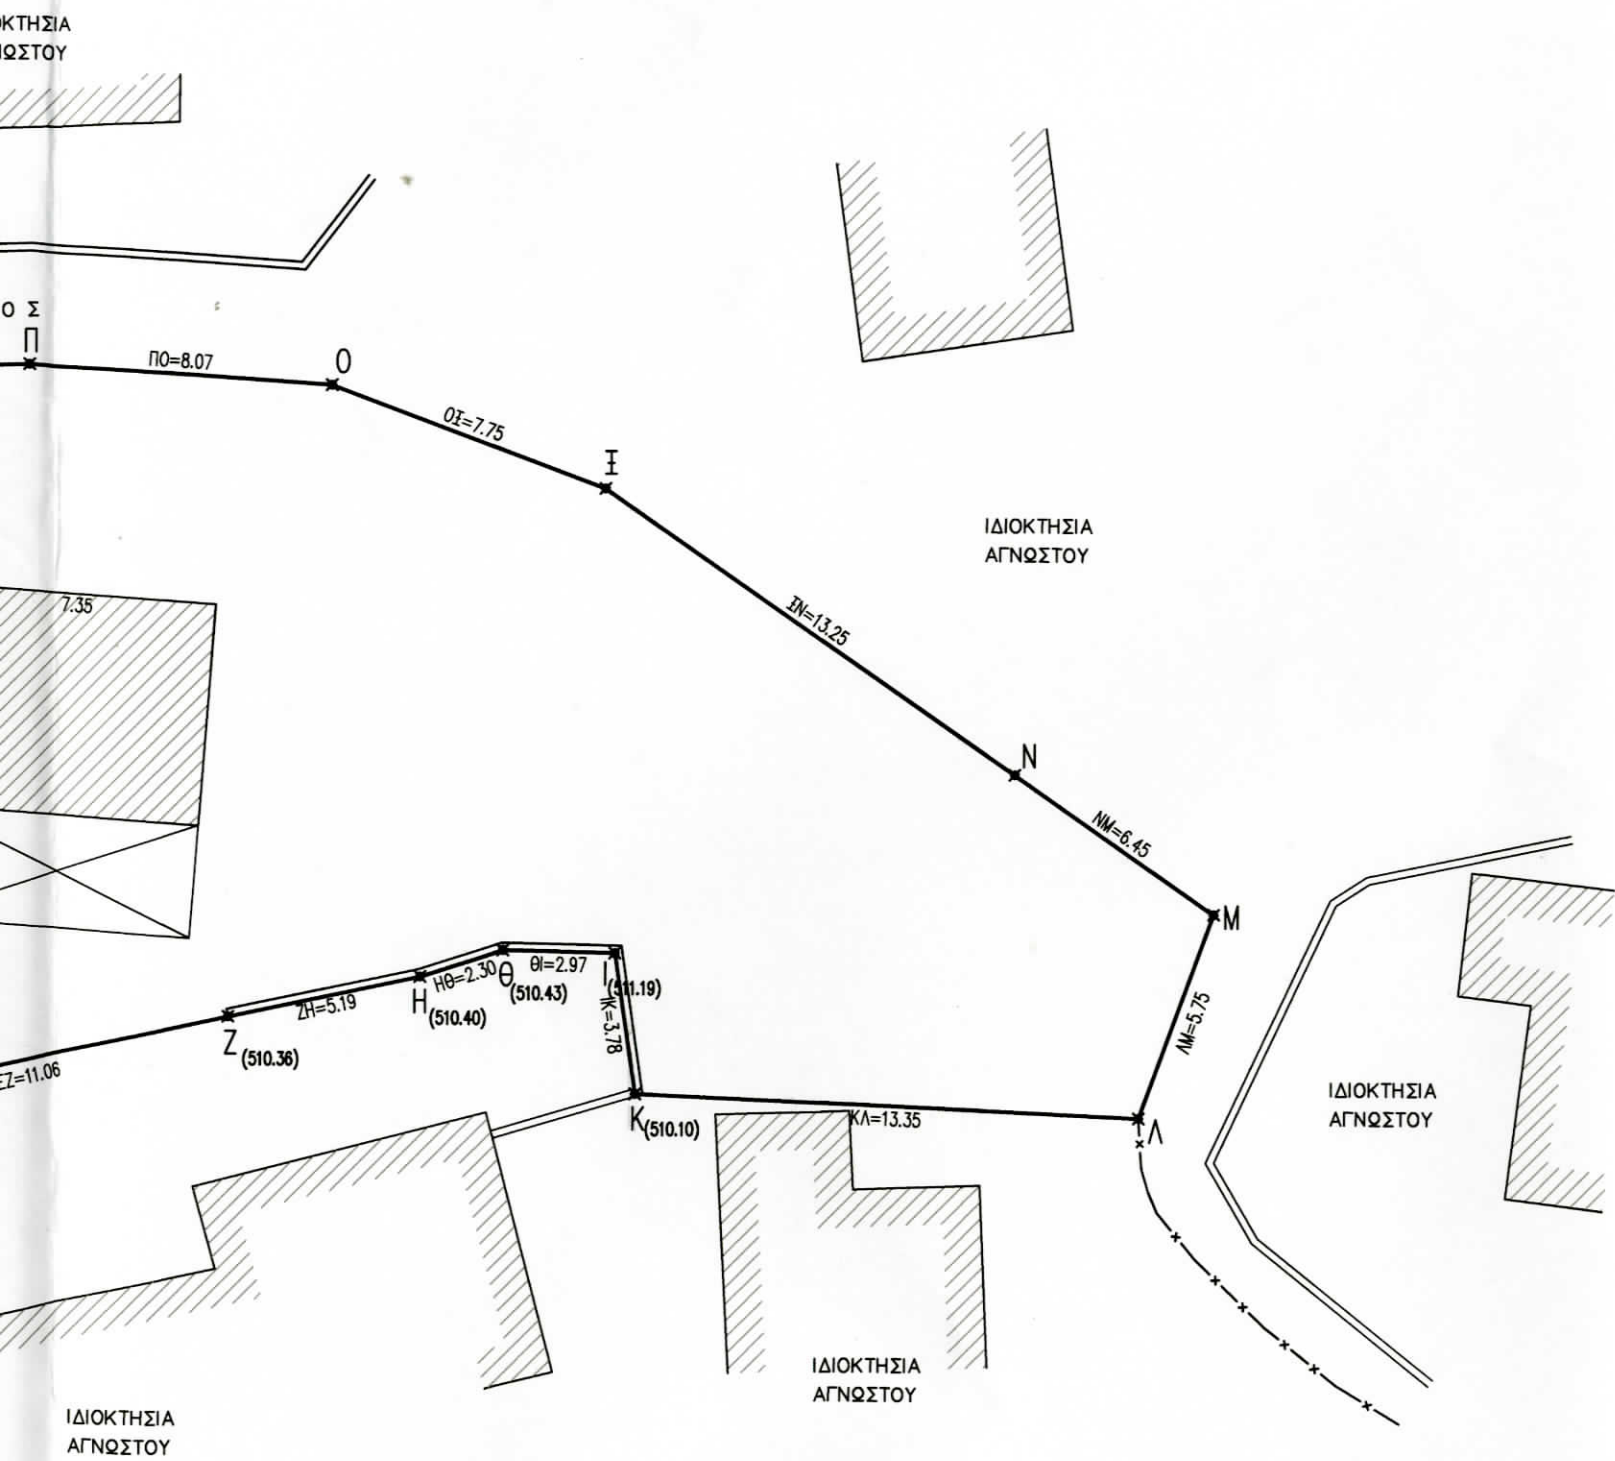 ΟΚΤΗΣΙΑ
ΝΩΣΤΟΥ
Ο Σ
Π
ΠΟ=8.07
Ο
ΟΞ=7.75
Ξ
ΙΔΙΟΚΤΗΣΙΑ
ΑΓΝΩΣΤΟΥ
7.35
ΞΝ=13.25
Ν
ΝΜ=6.45
Μ
ΛΜ=5.75
ΕΖ=11.06
Ζ (510.36)
ΖΗ=5.19
Η (510.40)
ΗΘ=2.30
Θ (510.43)
ΘΙ=2.97
Ι (511.19)
ΙΚ=3.78
Κ (510.10)
ΚΛ=13.35
Λ
ΙΔΙΟΚΤΗΣΙΑ
ΑΓΝΩΣΤΟΥ
ΙΔΙΟΚΤΗΣΙΑ
ΑΓΝΩΣΤΟΥ
ΙΔΙΟΚΤΗΣΙΑ
ΑΓΝΩΣΤΟΥ